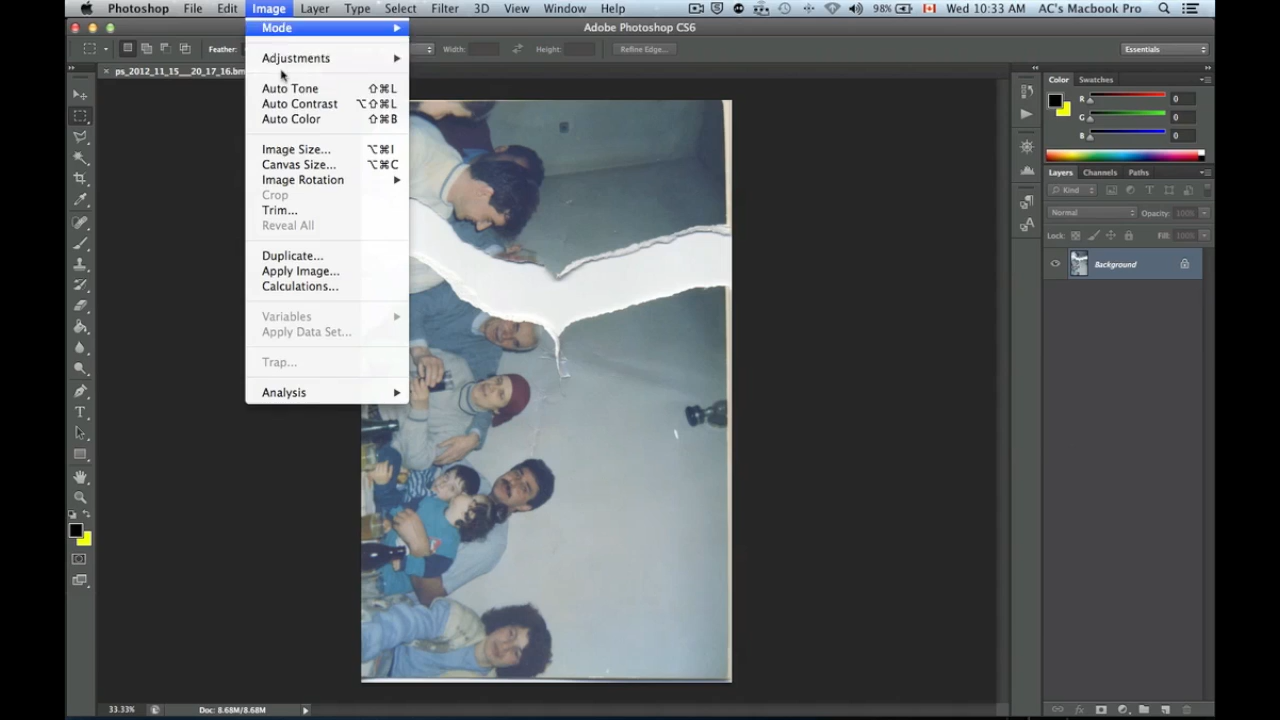 Photoshop File Edit Image Layer Type Select Filter 3D View Window Help 98% Wed 10:33 AM AC's Macbook Pro
Adobe Photoshop CS6
Mode
Feather: Width: Height: Refine Edge... Essentials
Adjustments
ps_2012_11_15__20_17_16.bm
Auto Tone ⇧⌘L
Auto Contrast ⌥⇧⌘L
Auto Color ⇧⌘B
Image Size... ⌥⌘I
Canvas Size... ⌥⌘C
Image Rotation
Crop
Trim...
Reveal All
Duplicate...
Apply Image...
Calculations...
Variables
Apply Data Set...
Trap...
Analysis
Color Swatches
R 0
G 0
B 0
Layers Channels Paths
Kind
Normal Opacity: 100%
Lock: Fill: 100%
Background
33.33% Doc: 8.68M/8.68M